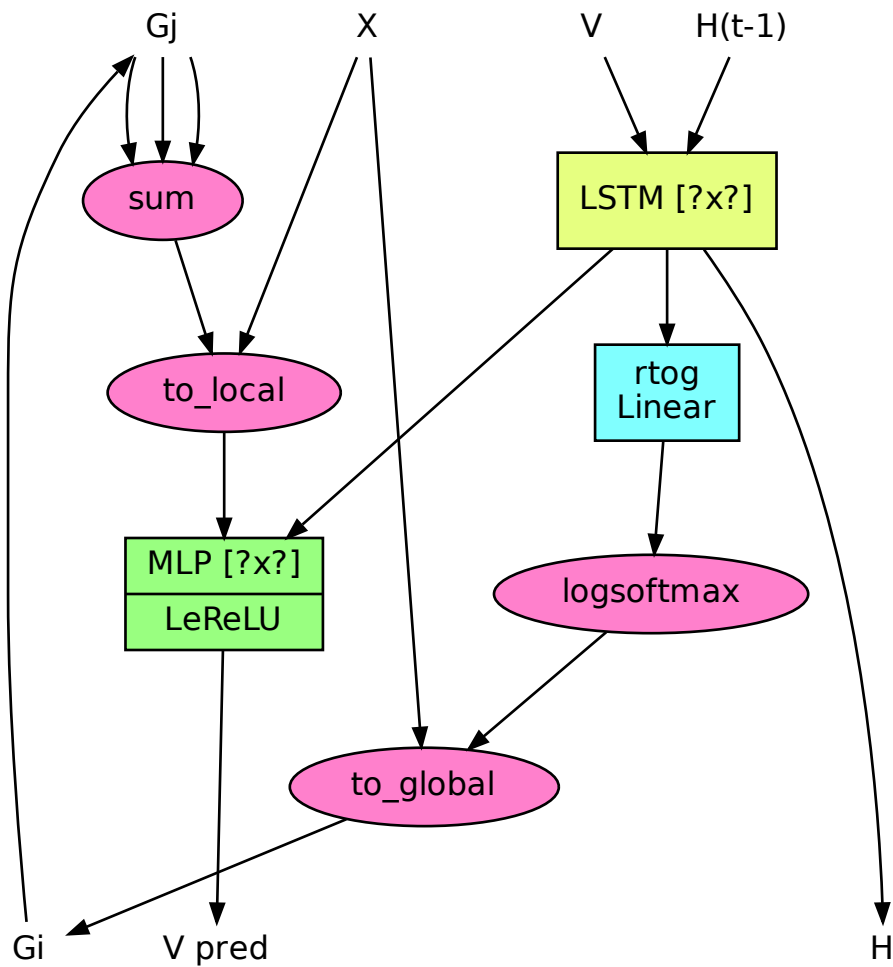 Gj
X
V
H(t-1)
sum
LSTM [?x?]
to_local
rtog
Linear
MLP [?x?]
LeReLU
logsoftmax
to_global
Gi
V pred
H